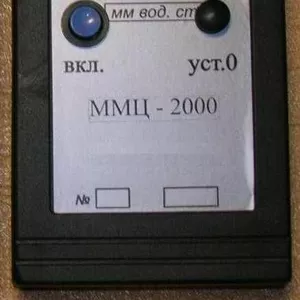 мм вод. ст
вкл. уст.0
ММЦ - 2000
№